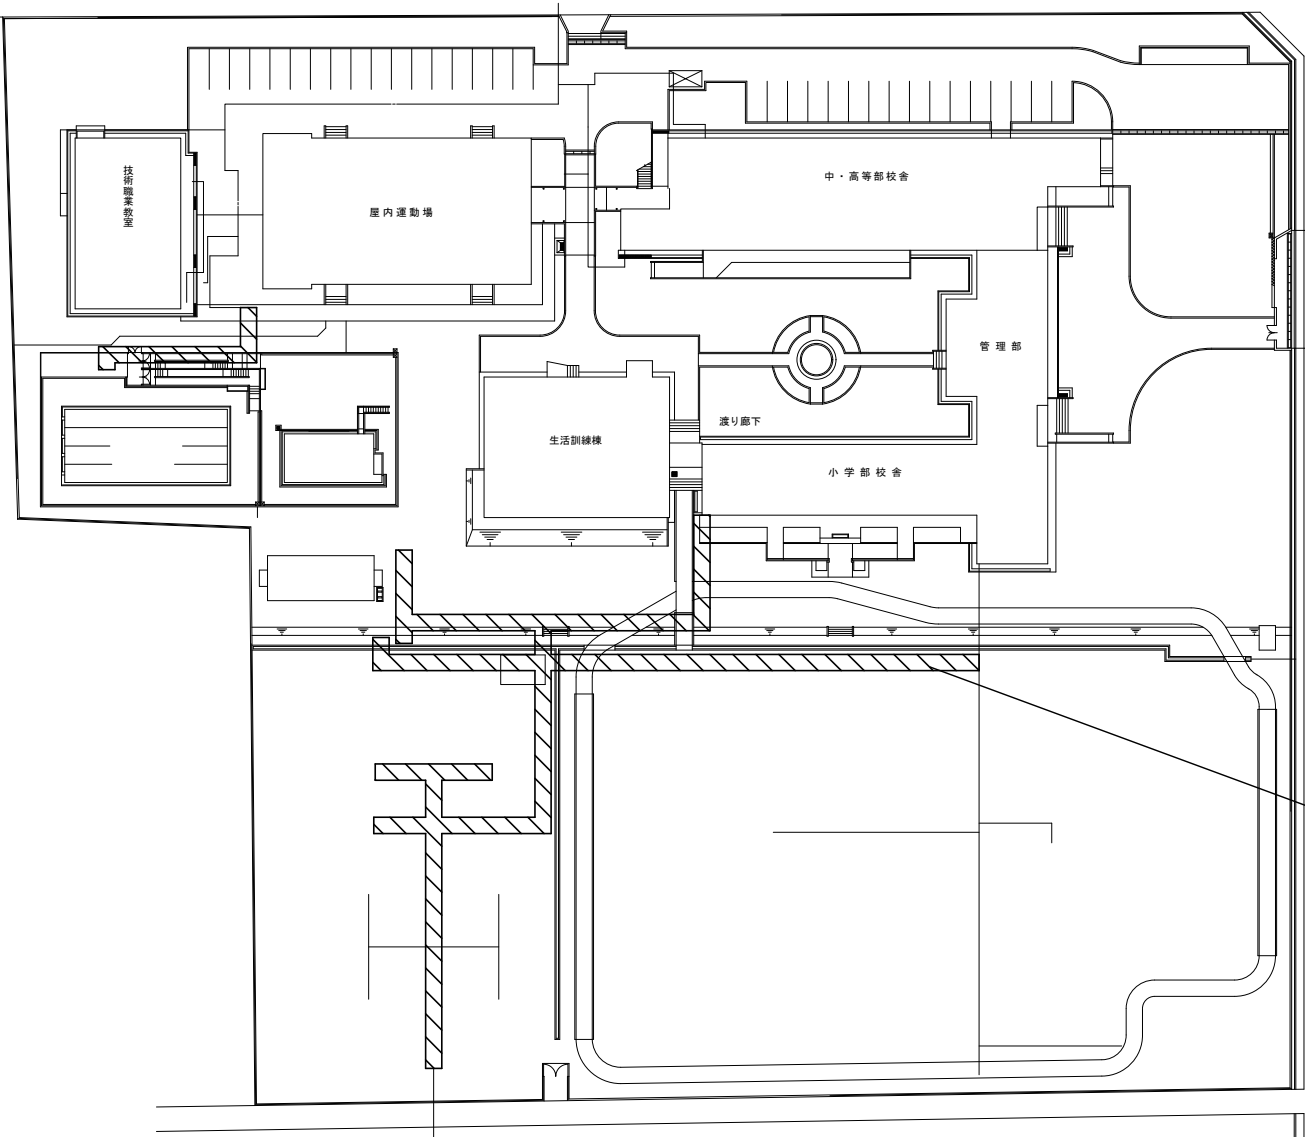 技術職業教室
中・高等部校舎
屋内運動場
管理部
渡り廊下
生活訓練棟
小学部校舎